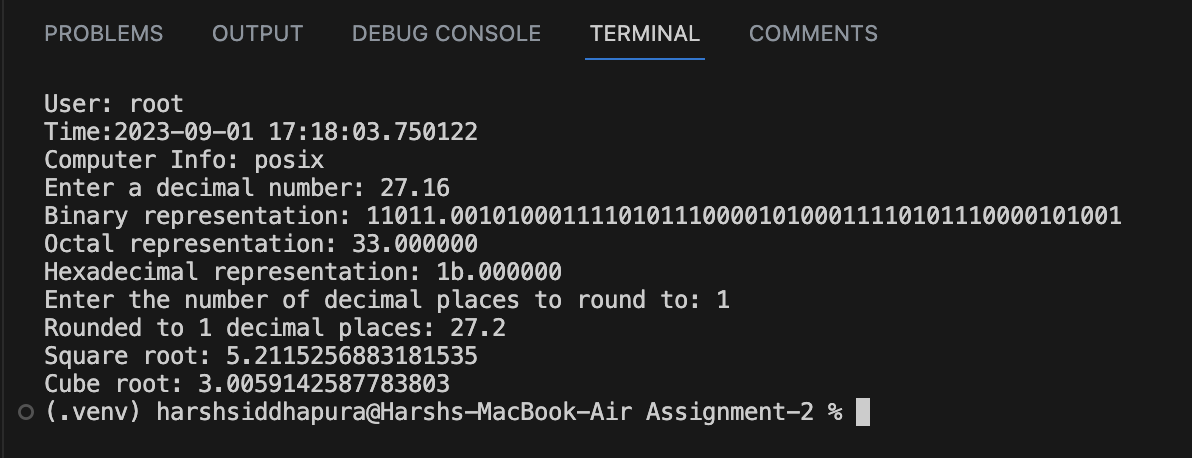 PROBLEMS OUTPUT DEBUG CONSOLE TERMINAL COMMENTS
User: root
Time:2023-09-01 17:18:03.750122
Computer Info: posix
Enter a decimal number: 27.16
Binary representation: 11011.001010001111010111000010100011110101110000101001
Octal representation: 33.000000
Hexadecimal representation: 1b.000000
Enter the number of decimal places to round to: 1
Rounded to 1 decimal places: 27.2
Square root: 5.2115256883181535
Cube root: 3.0059142587783803
(.venv) harshsiddhapura@Harshs-MacBook-Air Assignment-2 %